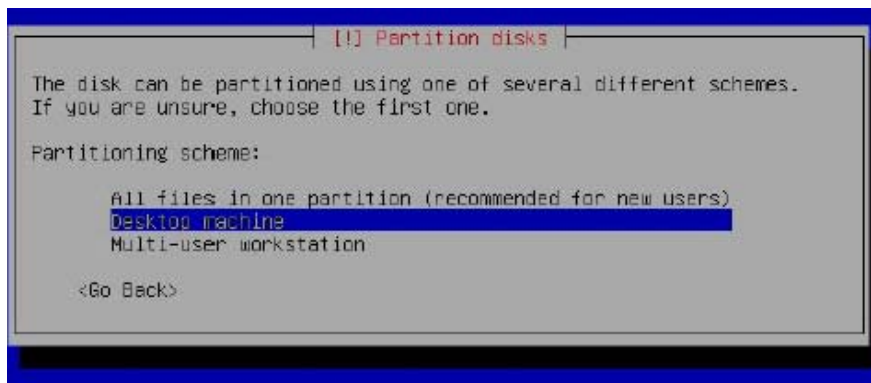 [!] Partition disks
The disk can be partitioned using one of several different schemes.
If you are unsure, choose the first one.
Partitioning scheme:
All files in one partition (recommended for new users)
Desktop machine
Multi-user workstation
<Go Back>